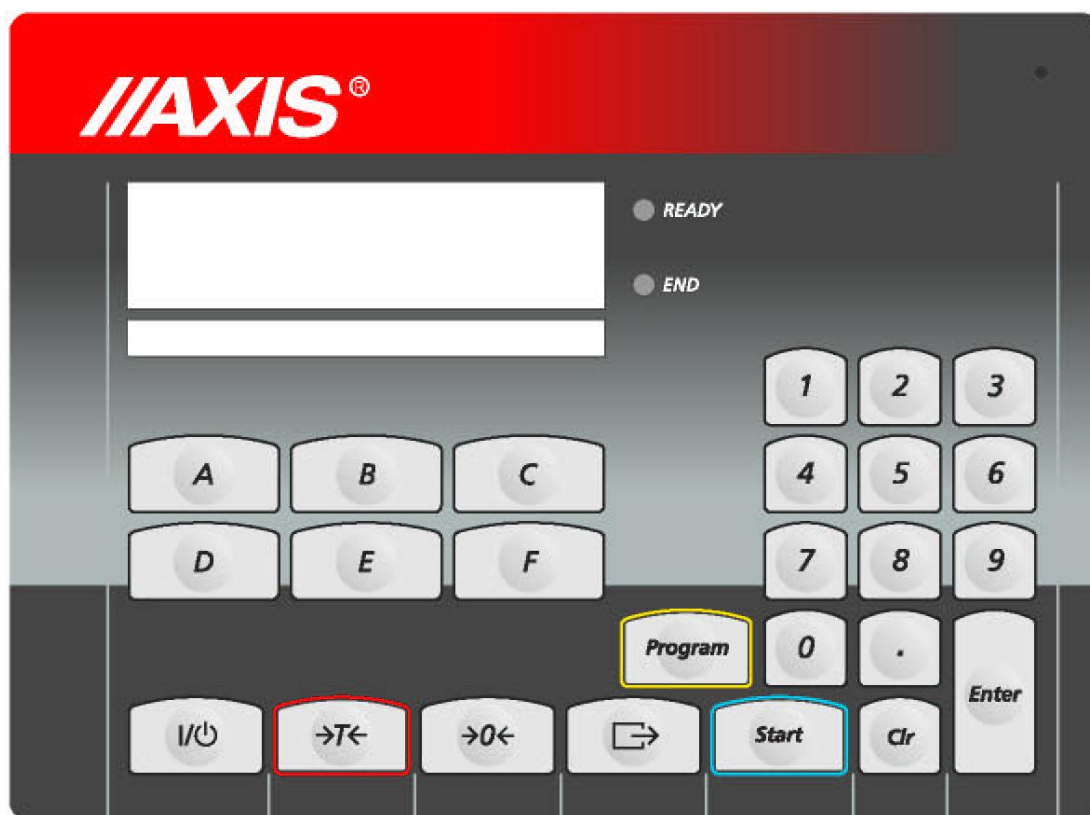 //AXIS®
READY
END
1 2 3
A B C
4 5 6
D E F
7 8 9
Program 0 .
Enter
I/⏻ →T← →0← Start Clr